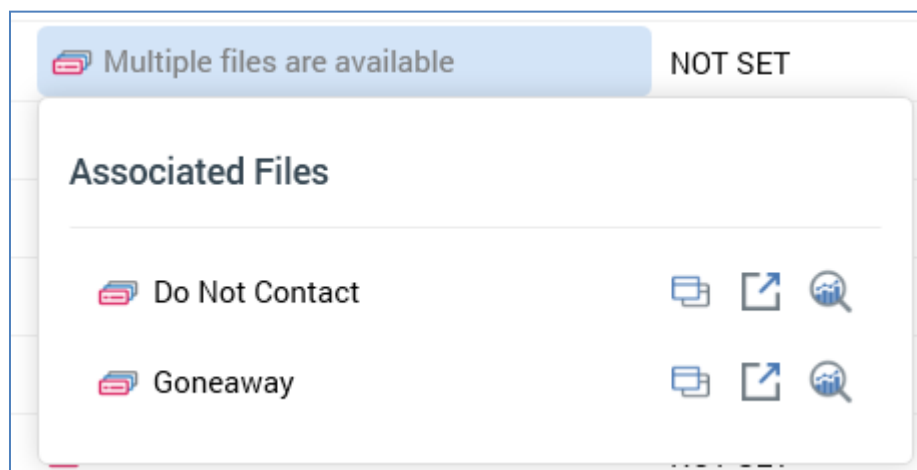 Multiple files are available NOT SET
Associated Files
Do Not Contact
Goneaway